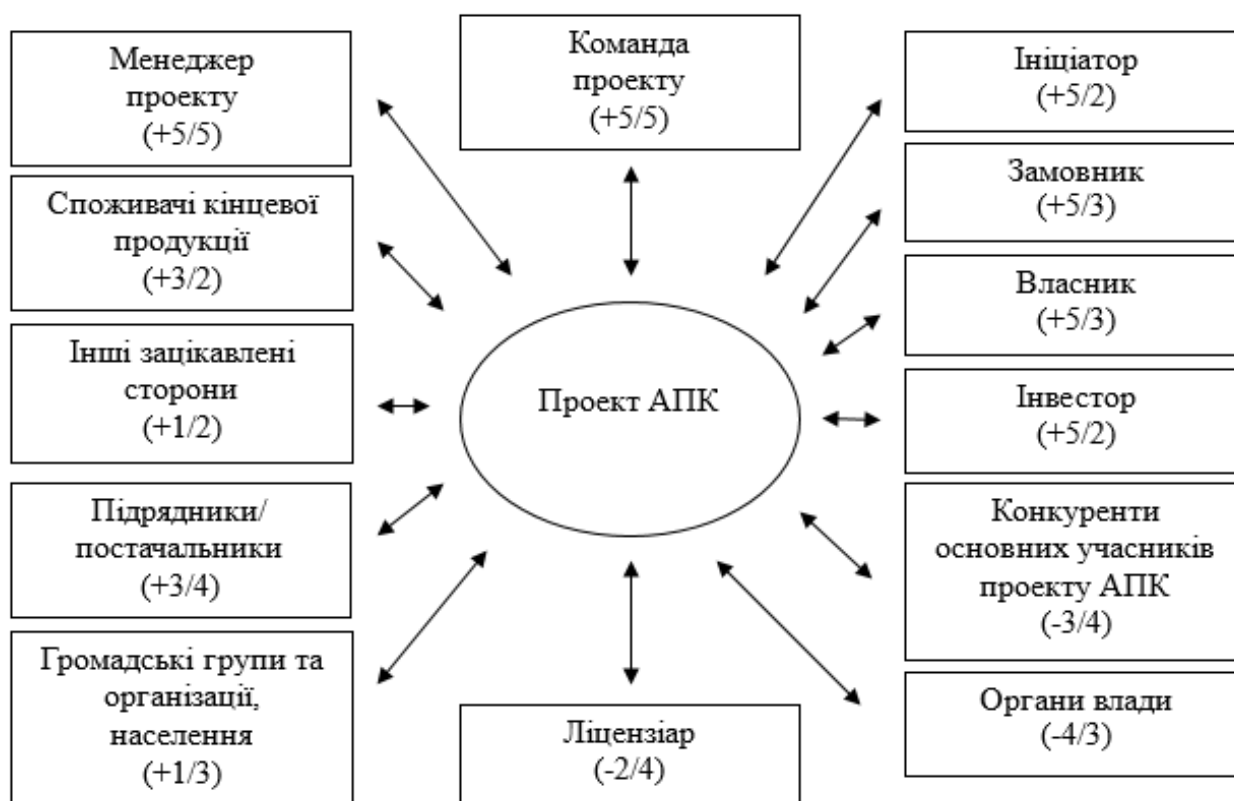 Менеджер
проекту
(+5/5)
Споживачі кінцевої
продукції
(+3/2)
Інші зацікавлені
сторони
(+1/2)
Підрядники/
постачальники
(+3/4)
Громадські групи та
організації,
населення
(+1/3)
Команда
проекту
(+5/5)
Проект АПК
Ліцензіар
(-2/4)
Ініціатор
(+5/2)
Замовник
(+5/3)
Власник
(+5/3)
Інвестор
(+5/2)
Конкуренти
основних учасників
проекту АПК
(-3/4)
Органи влади
(-4/3)